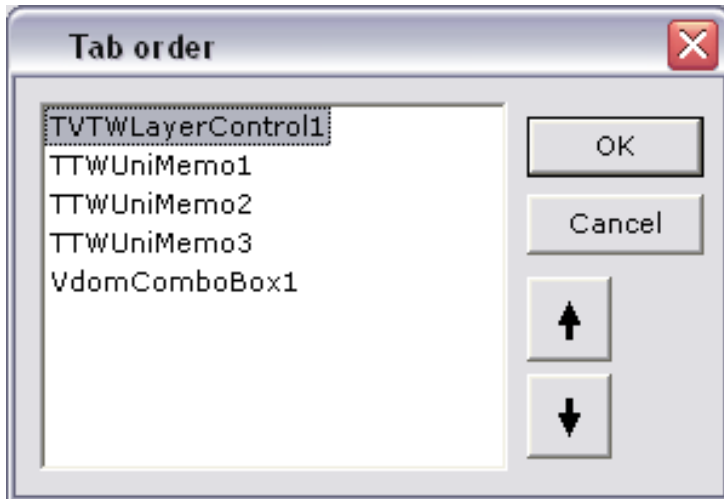 Tab order
TVTWLayerControl1
TTWUniMemo1
TTWUniMemo2
TTWUniMemo3
VdomComboBox1
OK
Cancel